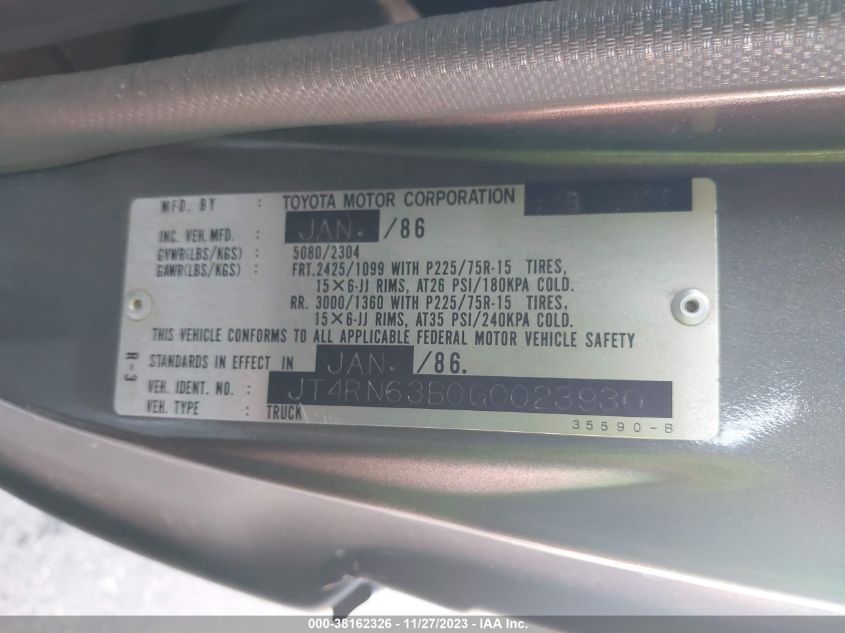 MFD. BY : TOYOTA MOTOR CORPORATION
INC. VEH. MFD. : JAN. /86
GVWR(LBS/KGS) : 5080/2304
GAWR(LBS/KGS) : FRT. 2425/1099 WITH P225/75R-15 TIRES,
15×6-JJ RIMS, AT26 PSI/180KPA COLD.
RR. 3000/1360 WITH P225/75R-15 TIRES,
15×6-JJ RIMS, AT35 PSI/240KPA COLD.
THIS VEHICLE CONFORMS TO ALL APPLICABLE FEDERAL MOTOR VEHICLE SAFETY
STANDARDS IN EFFECT IN JAN. /86.
VEH. IDENT. NO. : JT4RN63B0G0023930
VEH. TYPE : TRUCK
R-3
35590-B
000-38162326 - 11/27/2023 - IAA Inc.